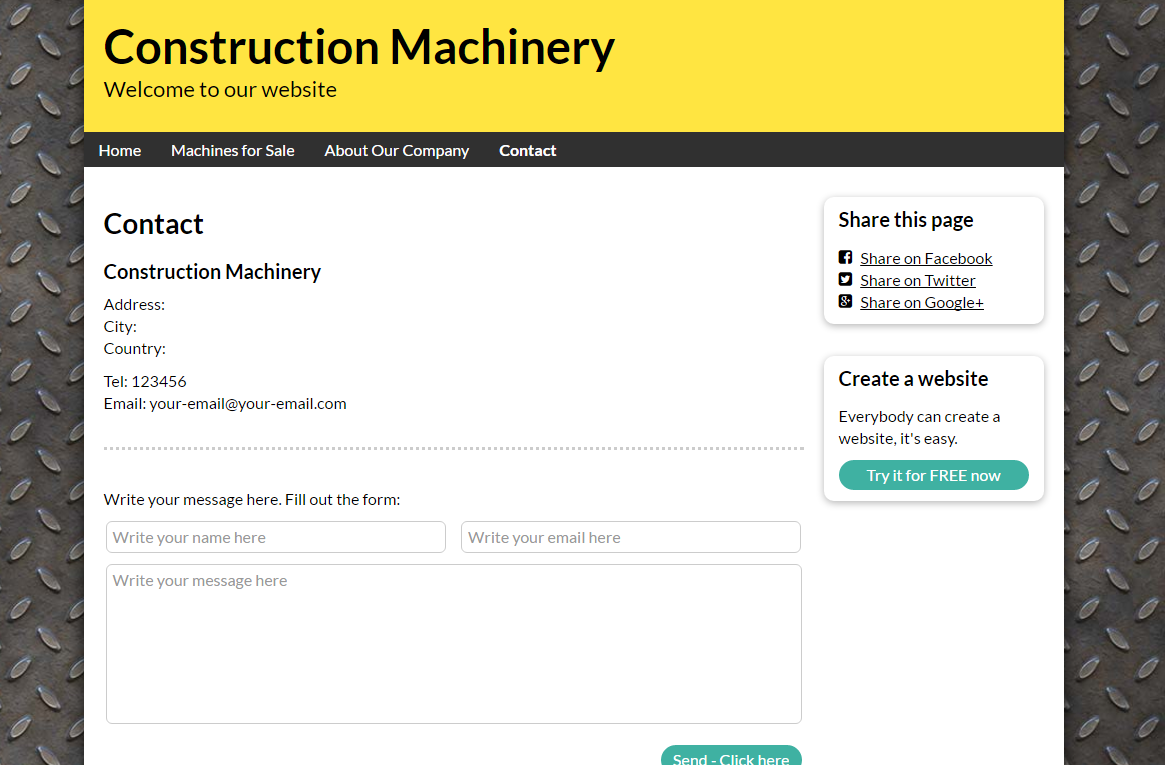 Construction Machinery
Welcome to our website
Home Machines for Sale About Our Company Contact
Contact
Construction Machinery
Address:
City:
Country:
Tel: 123456
Email: your-email@your-email.com
Write your message here. Fill out the form:
Write your name here Write your email here
Write your message here
Send - Click here
Share this page
Share on Facebook
Share on Twitter
Share on Google+
Create a website
Everybody can create a
website, it's easy.
Try it for FREE now